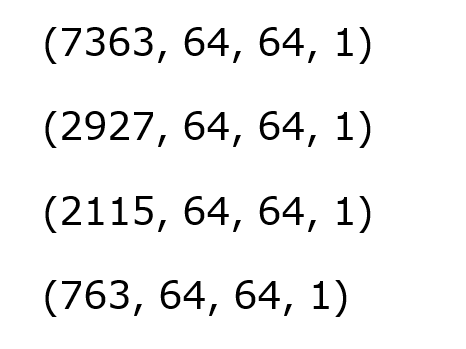 (7363, 64, 64, 1)
(2927, 64, 64, 1)
(2115, 64, 64, 1)
(763, 64, 64, 1)